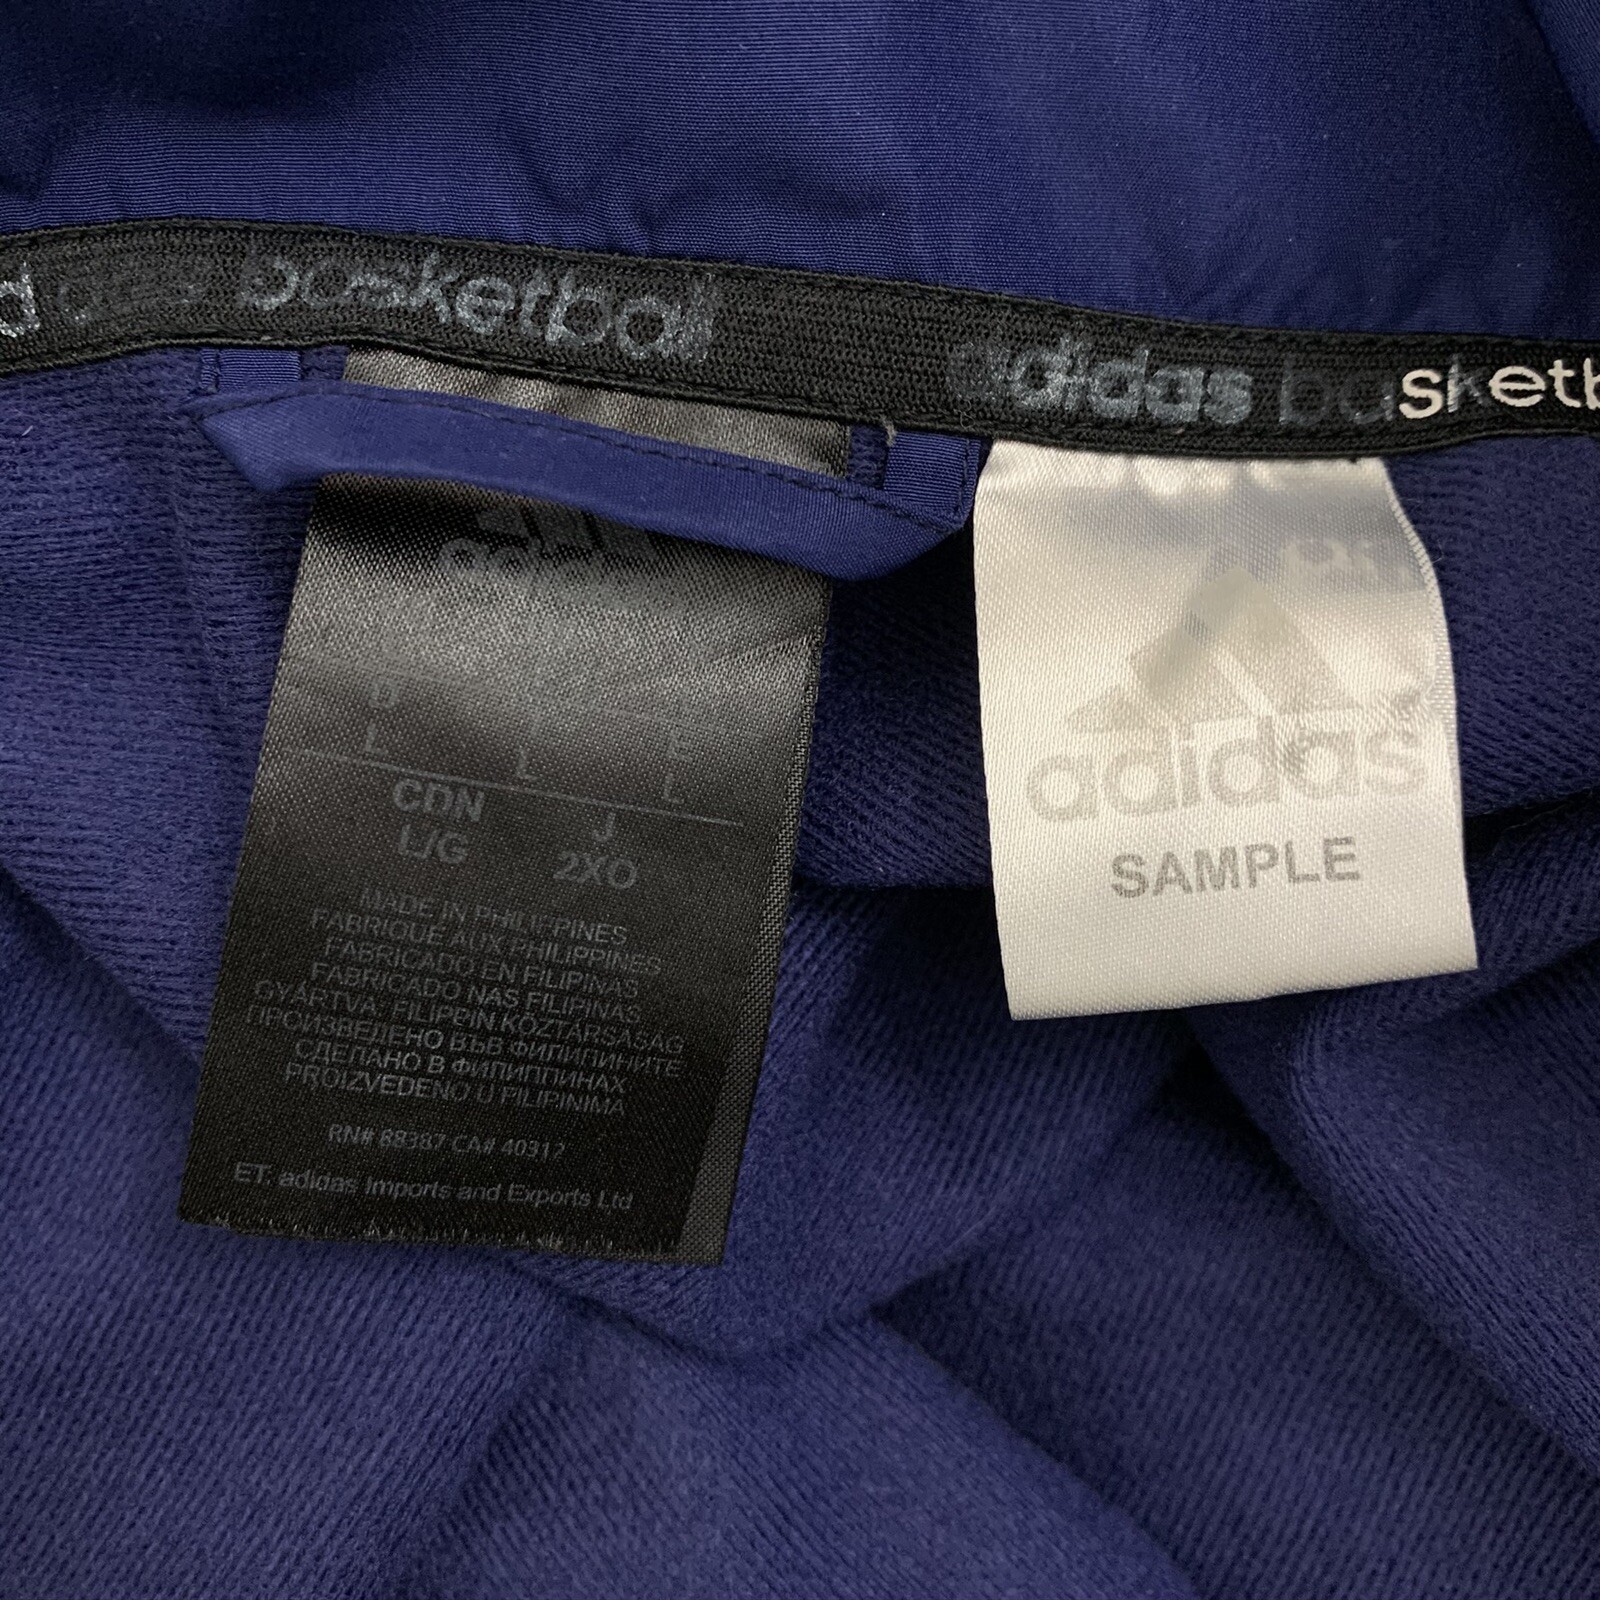 basketball
adidas basketb
D I E
L L L
CDN J
L/G 2XO
MADE IN PHILIPPINES
FABRIQUÉ AUX PHILIPPINES
FABRICADO EN FILIPINAS
FABRICADO NAS FILIPINAS
GYÁRTVA: FILIPPIN KÖZTÁRSASÁG
ПРОИЗВЕДЕНО ВЪВ ФИЛИПИНИТЕ
СДЕЛАНО В ФИЛИППИНАХ
PROIZVEDENO U FILIPINIMA
RN# 88387 CA# 40312
ET: adidas Imports and Exports Ltd
adidas
SAMPLE